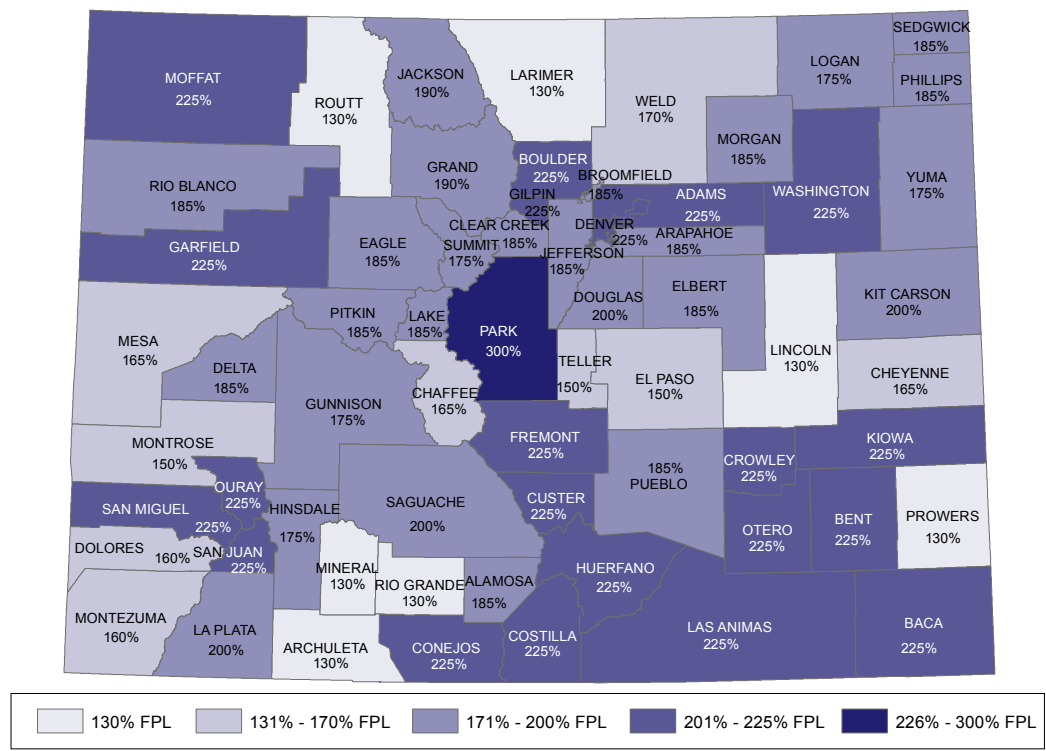 SEDGWICK
185%
LOGAN
175%
PHILLIPS
185%
MOFFAT
225%
JACKSON
190%
LARIMER
130%
ROUTT
130%
WELD
170%
MORGAN
185%
GRAND
190%
BOULDER
225%
BROOMFIELD
185%
RIO BLANCO
185%
GILPIN
225%
ADAMS
225%
WASHINGTON
225%
YUMA
175%
CLEAR CREEK
185%
DENVER
225%
ARAPAHOE
185%
GARFIELD
225%
EAGLE
185%
SUMMIT
175%
JEFFERSON
185%
DOUGLAS
200%
ELBERT
185%
KIT CARSON
200%
PITKIN
185%
LAKE
185%
PARK
300%
MESA
165%
DELTA
185%
TELLER
150%
LINCOLN
130%
EL PASO
150%
CHEYENNE
165%
CHAFFEE
165%
GUNNISON
175%
MONTROSE
150%
FREMONT
225%
KIOWA
225%
CROWLEY
225%
185%
PUEBLO
OURAY
225%
SAGUACHE
200%
CUSTER
225%
SAN MIGUEL
225%
HINSDALE
175%
OTERO
225%
BENT
225%
PROWERS
130%
DOLORES
160%
SAN JUAN
225%
MINERAL
130%
RIO GRANDE
130%
ALAMOSA
185%
HUERFANO
225%
MONTEZUMA
160%
LA PLATA
200%
ARCHULETA
130%
CONEJOS
225%
COSTILLA
225%
LAS ANIMAS
225%
BACA
225%
130% FPL
131% - 170% FPL
171% - 200% FPL
201% - 225% FPL
226% - 300% FPL